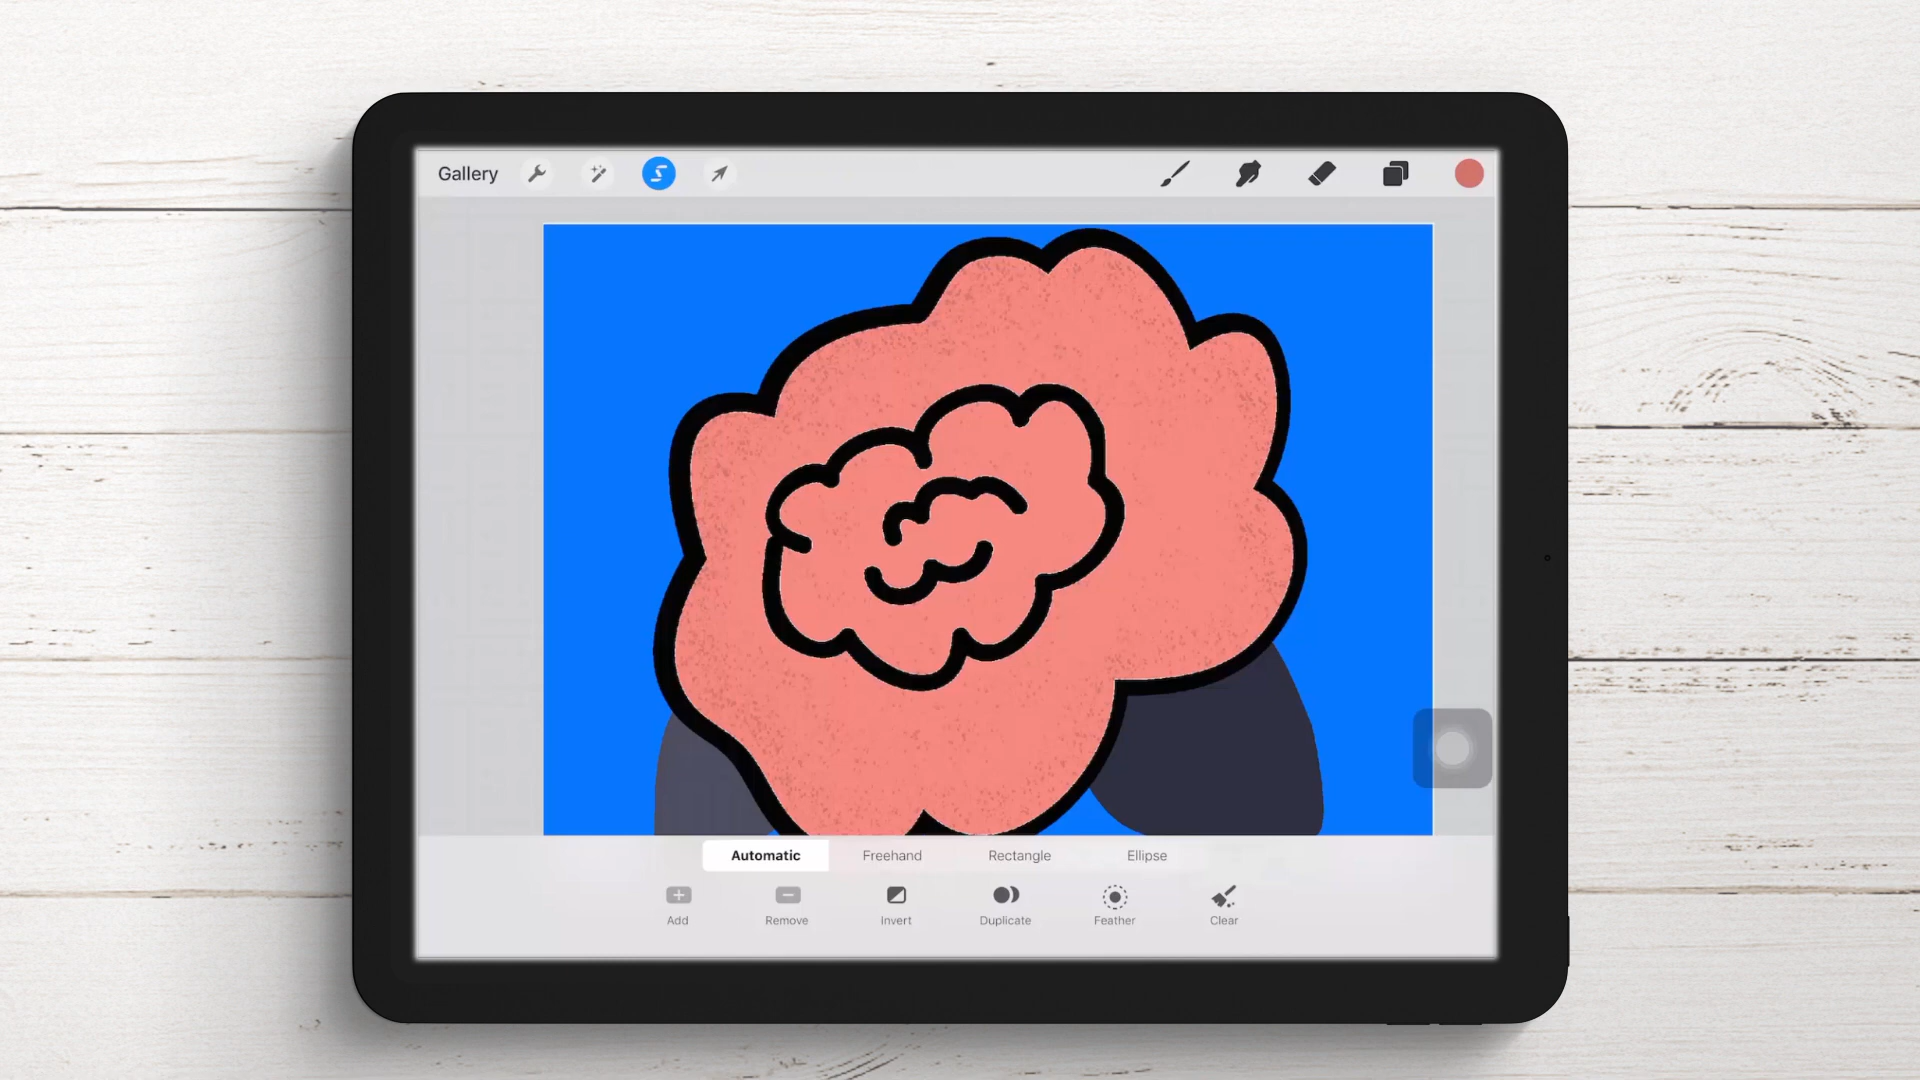 Gallery
Automatic Freehand Rectangle Ellipse
Add Remove Invert Duplicate Feather Clear